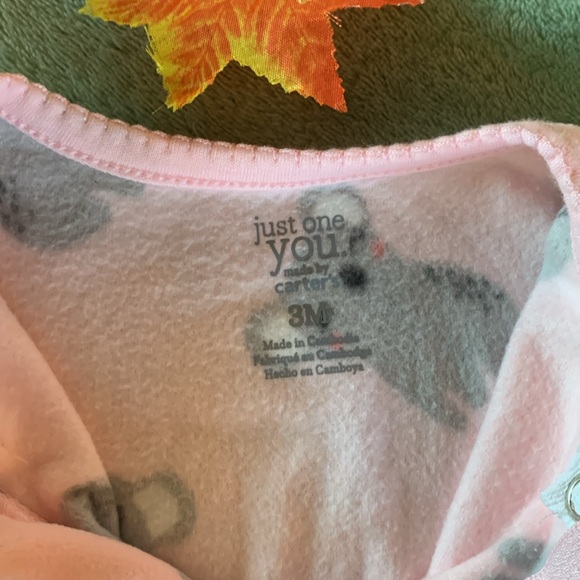 just one
you.
made by
carter's
3M
Made in Cambodia
Fabriqué au Cambodge
Hecho en Camboya